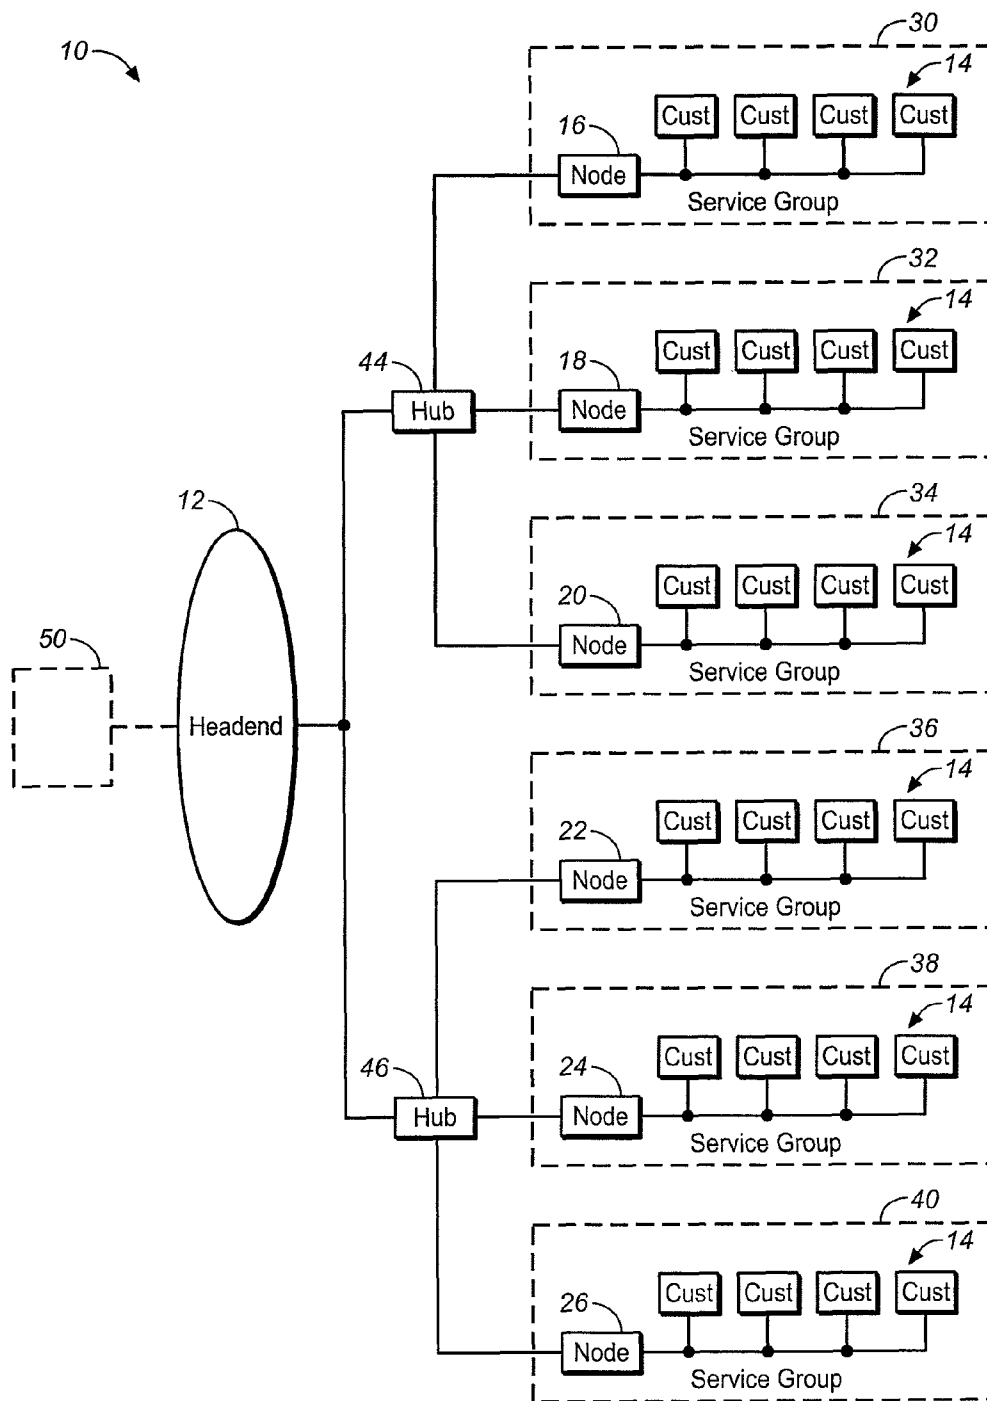 10
30
14
Cust Cust Cust Cust
16
Node
Service Group
32
14
Cust Cust Cust Cust
44
18
Hub
Node
Service Group
34
14
12
Cust Cust Cust Cust
20
Node
50
Service Group
Headend
36
14
Cust Cust Cust Cust
22
Node
Service Group
38
14
Cust Cust Cust Cust
46
24
Hub
Node
Service Group
40
14
Cust Cust Cust Cust
26
Node
Service Group